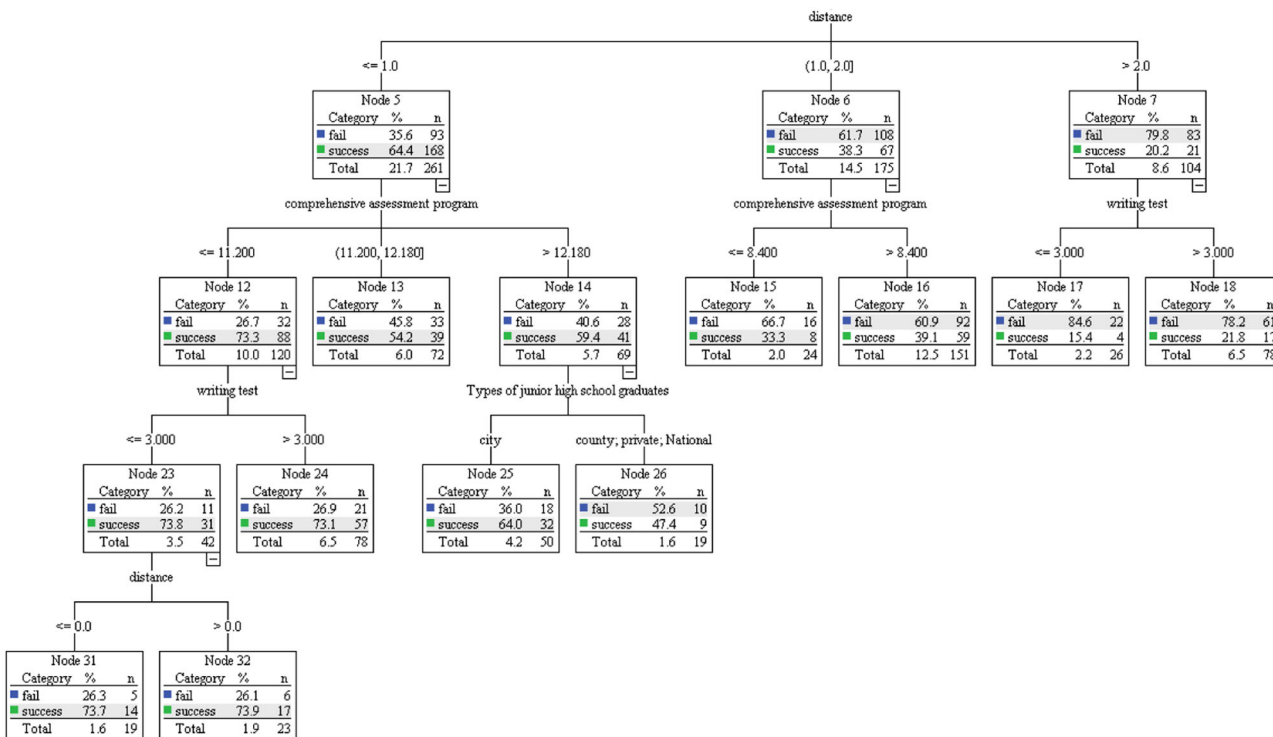 distance
<= 1.0
(1.0, 2.0]
> 2.0
Node 5
Category % n
fail 35.6 93
success 64.4 168
Total 21.7 261
Node 6
Category % n
fail 61.7 108
success 38.3 67
Total 14.5 175
Node 7
Category % n
fail 79.8 83
success 20.2 21
Total 8.6 104
comprehensive assessment program
comprehensive assessment program
writing test
<= 11.200
(11.200, 12.180]
> 12.180
<= 8.400
> 8.400
<= 3.000
> 3.000
Node 12
Category % n
fail 26.7 32
success 73.3 88
Total 10.0 120
Node 13
Category % n
fail 45.8 33
success 54.2 39
Total 6.0 72
Node 14
Category % n
fail 40.6 28
success 59.4 41
Total 5.7 69
Node 15
Category % n
fail 66.7 16
success 33.3 8
Total 2.0 24
Node 16
Category % n
fail 60.9 92
success 39.1 59
Total 12.5 151
Node 17
Category % n
fail 84.6 22
success 15.4 4
Total 2.2 26
Node 18
Category % n
fail 78.2 61
success 21.8 17
Total 6.5 78
writing test
Types of junior high school graduates
<= 3.000
> 3.000
city
county; private; National
Node 23
Category % n
fail 26.2 11
success 73.8 31
Total 3.5 42
Node 24
Category % n
fail 26.9 21
success 73.1 57
Total 6.5 78
Node 25
Category % n
fail 36.0 18
success 64.0 32
Total 4.2 50
Node 26
Category % n
fail 52.6 10
success 47.4 9
Total 1.6 19
distance
<= 0.0
> 0.0
Node 31
Category % n
fail 26.3 5
success 73.7 14
Total 1.6 19
Node 32
Category % n
fail 26.1 6
success 73.9 17
Total 1.9 23